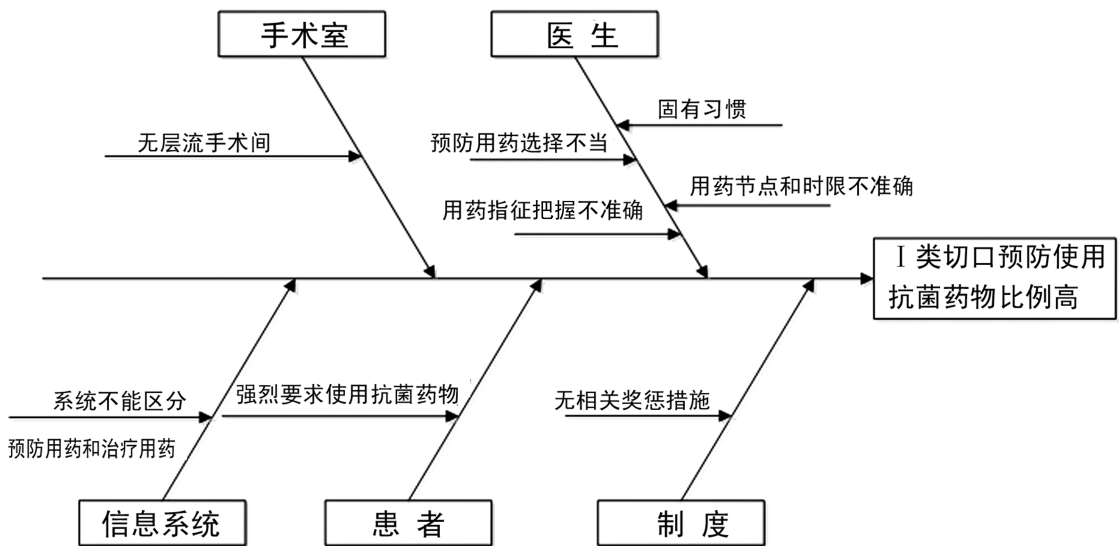 手术室
医 生
固有习惯
无层流手术间
预防用药选择不当
用药节点和时限不准确
用药指征把握不准确
Ⅰ类切口预防使用
抗菌药物比例高
系统不能区分
预防用药和治疗用药
强烈要求使用抗菌药物
无相关奖惩措施
信息系统
患 者
制 度